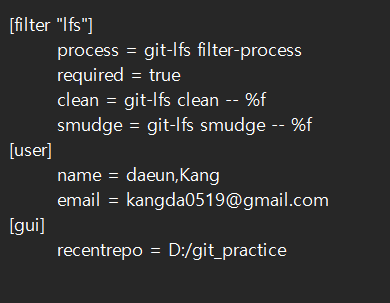 [filter "lfs"]
process = git-lfs filter-process
required = true
clean = git-lfs clean -- %f
smudge = git-lfs smudge -- %f
[user]
name = daeun,Kang
email = kangda0519@gmail.com
[gui]
recentrepo = D:/git_practice